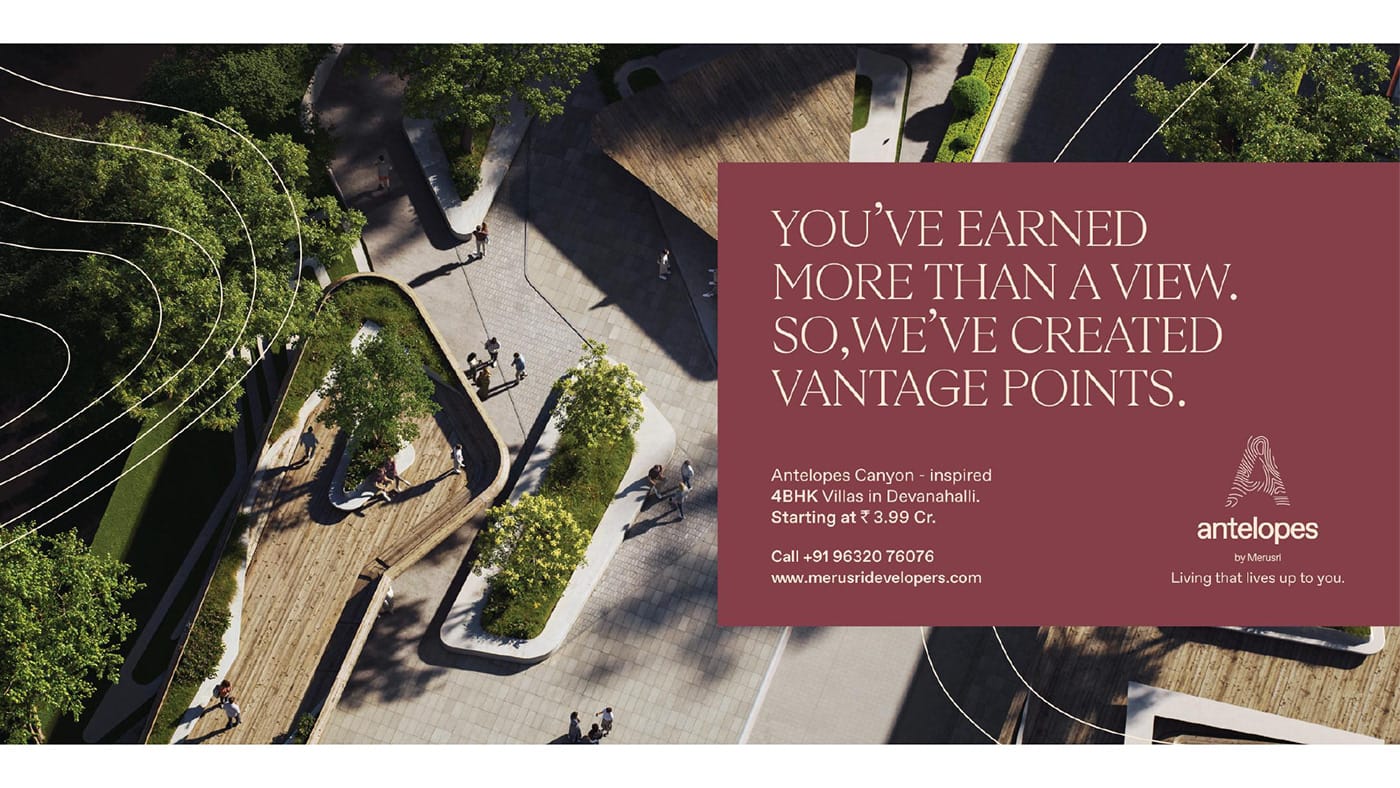 YOU’VE EARNED
MORE THAN A VIEW.
SO,WE’VE CREATED
VANTAGE POINTS.
Antelopes Canyon - inspired
4BHK Villas in Devanahalli.
Starting at ₹ 3.99 Cr.
Call +91 96320 76076
www.merusridevelopers.com
antelopes
by Merusri
Living that lives up to you.